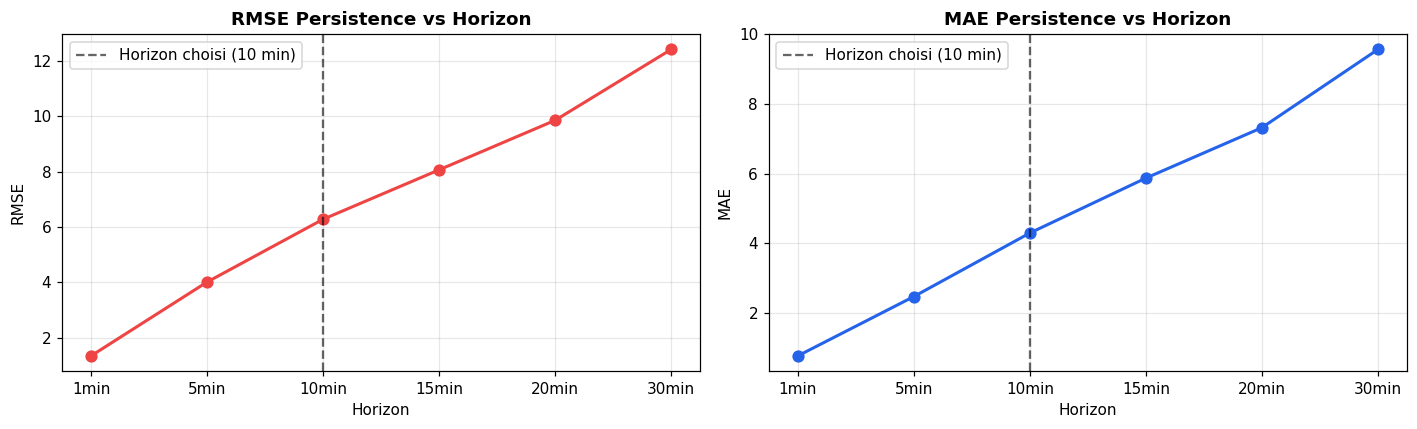 RMSE Persistence vs Horizon
Horizon choisi (10 min)
12
10
8
6
4
2
RMSE
1min 5min 10min 15min 20min 30min
Horizon
MAE Persistence vs Horizon
Horizon choisi (10 min)
10
8
6
4
2
MAE
1min 5min 10min 15min 20min 30min
Horizon